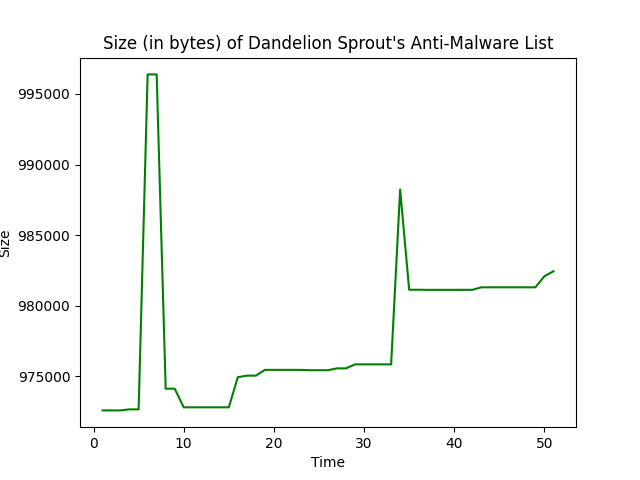 Size (in bytes) of Dandelion Sprout's Anti-Malware List
995000
990000
985000
980000
975000
Size
0 10 20 30 40 50
Time